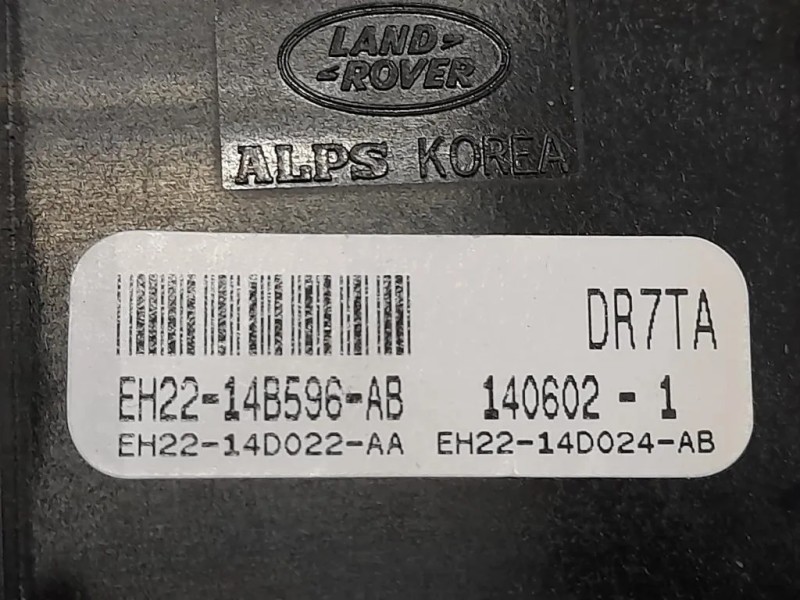 LAND-
-ROVER
ALPS KOREA
DR7TA
EH22-14B596-AB 140602 - 1
EH22-14D022-AA EH22-14D024-AB